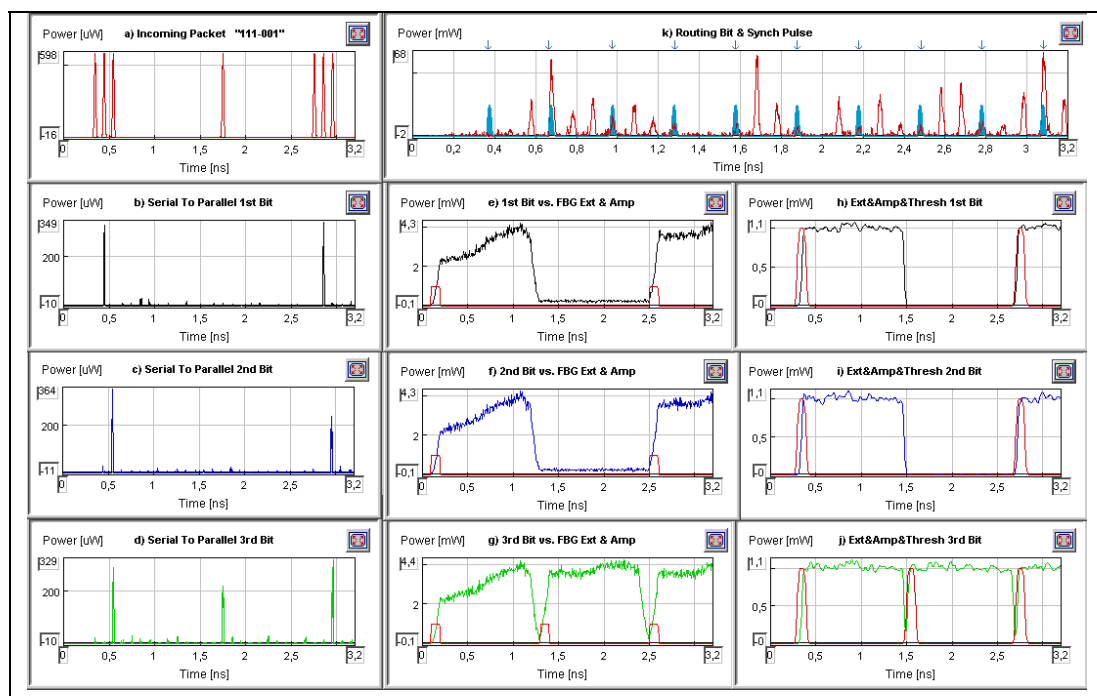 Power [uW] a) Incoming Packet "111-001"
598
-16
0 0,5 1 1,5 2 2,5 3,2
Time [ns]
Power [mW] k) Routing Bit & Synch Pulse
68
-2
0 0,2 0,4 0,6 0,8 1 1,2 1,4 1,6 1,8 2 2,2 2,4 2,6 2,8 3 3,2
Time [ns]
Power [uW] b) Serial To Parallel 1st Bit
349
200
-10
0 0,5 1 1,5 2 2,5 3,2
Time [ns]
Power [mW] e) 1st Bit vs. FBG Ext & Amp
4,3
2
-0,1
0 0,5 1 1,5 2 2,5 3,2
Time [ns]
Power [mW] h) Ext&Amp&Thresh 1st Bit
1,1
0,5
-0
0 0,5 1 1,5 2 2,5 3,2
Time [ns]
Power [uW] c) Serial To Parallel 2nd Bit
364
200
-11
0 0,5 1 1,5 2 2,5 3,2
Time [ns]
Power [mW] f) 2nd Bit vs. FBG Ext & Amp
4,3
2
-0,1
0 0,5 1 1,5 2 2,5 3,2
Time [ns]
Power [mW] i) Ext&Amp&Thresh 2nd Bit
1,1
0,5
-0
0 0,5 1 1,5 2 2,5 3,2
Time [ns]
Power [uW] d) Serial To Parallel 3rd Bit
329
200
-10
0 0,5 1 1,5 2 2,5 3,2
Time [ns]
Power [mW] g) 3rd Bit vs. FBG Ext & Amp
4,4
2
-0,1
0 0,5 1 1,5 2 2,5 3,2
Time [ns]
Power [mW] j) Ext&Amp&Thresh 3rd Bit
1,1
0,5
-0
0 0,5 1 1,5 2 2,5 3,2
Time [ns]